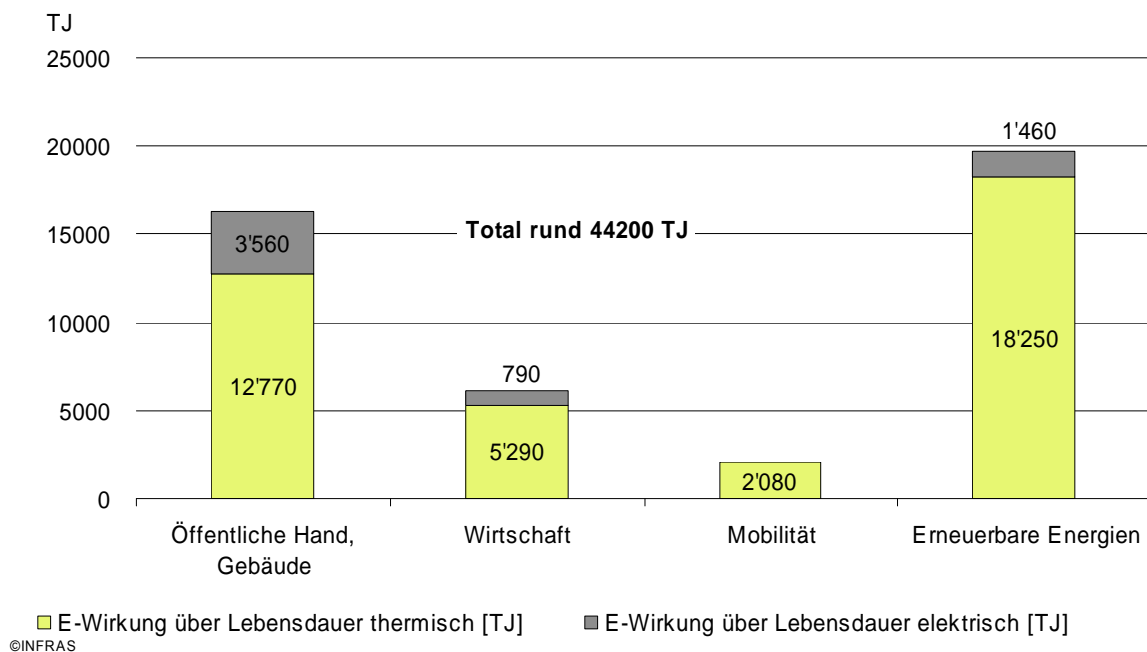 TJ
25000
20000
15000
10000
5000
0
1'460
Total rund 44200 TJ
3'560
18'250
12'770
790
5'290
2'080
Öffentliche Hand,
Gebäude
Wirtschaft
Mobilität
Erneuerbare Energien
E-Wirkung über Lebensdauer thermisch [TJ]
E-Wirkung über Lebensdauer elektrisch [TJ]
©INFRAS